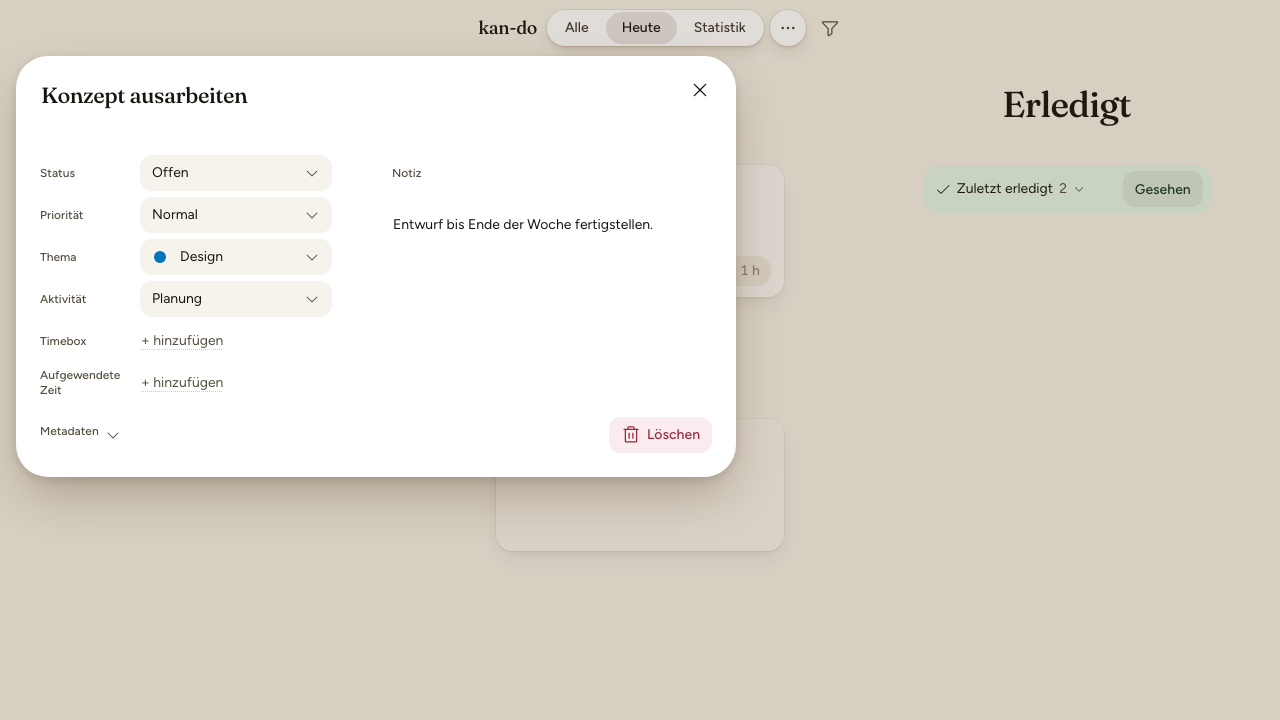 kan-do
Alle
Heute
Statistik
Konzept ausarbeiten
Status
Offen
Priorität
Normal
Thema
Design
Aktivität
Planung
Timebox
+ hinzufügen
Aufgewendete
Zeit
+ hinzufügen
Metadaten
Notiz
Entwurf bis Ende der Woche fertigstellen.
Löschen
1 h
Erledigt
Zuletzt erledigt 2
Gesehen